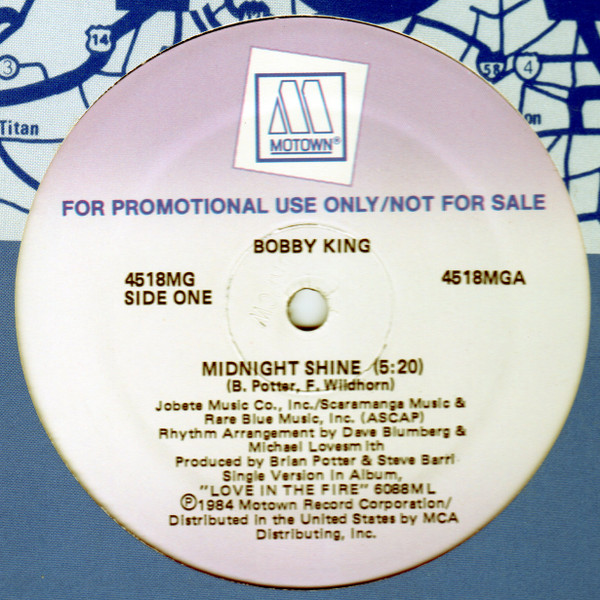 14
3
58
4
Titan
on
M
MOTOWN®
FOR PROMOTIONAL USE ONLY/NOT FOR SALE
BOBBY KING
4518MG
SIDE ONE
4518MGA
MIDNIGHT SHINE (5:20)
(B. Potter, F. Wildhorn)
Jobete Music Co., Inc./Scaramanga Music &
Rare Blue Music, Inc. (ASCAP)
Rhythm Arrangement by Dave Blumberg &
Michael Lovesmith
Produced by Brian Potter & Steve Barri
Single Version In Album,
"LOVE IN THE FIRE" 6088ML
℗1984 Motown Record Corporation/
Distributed in the United States by MCA
Distributing, Inc.